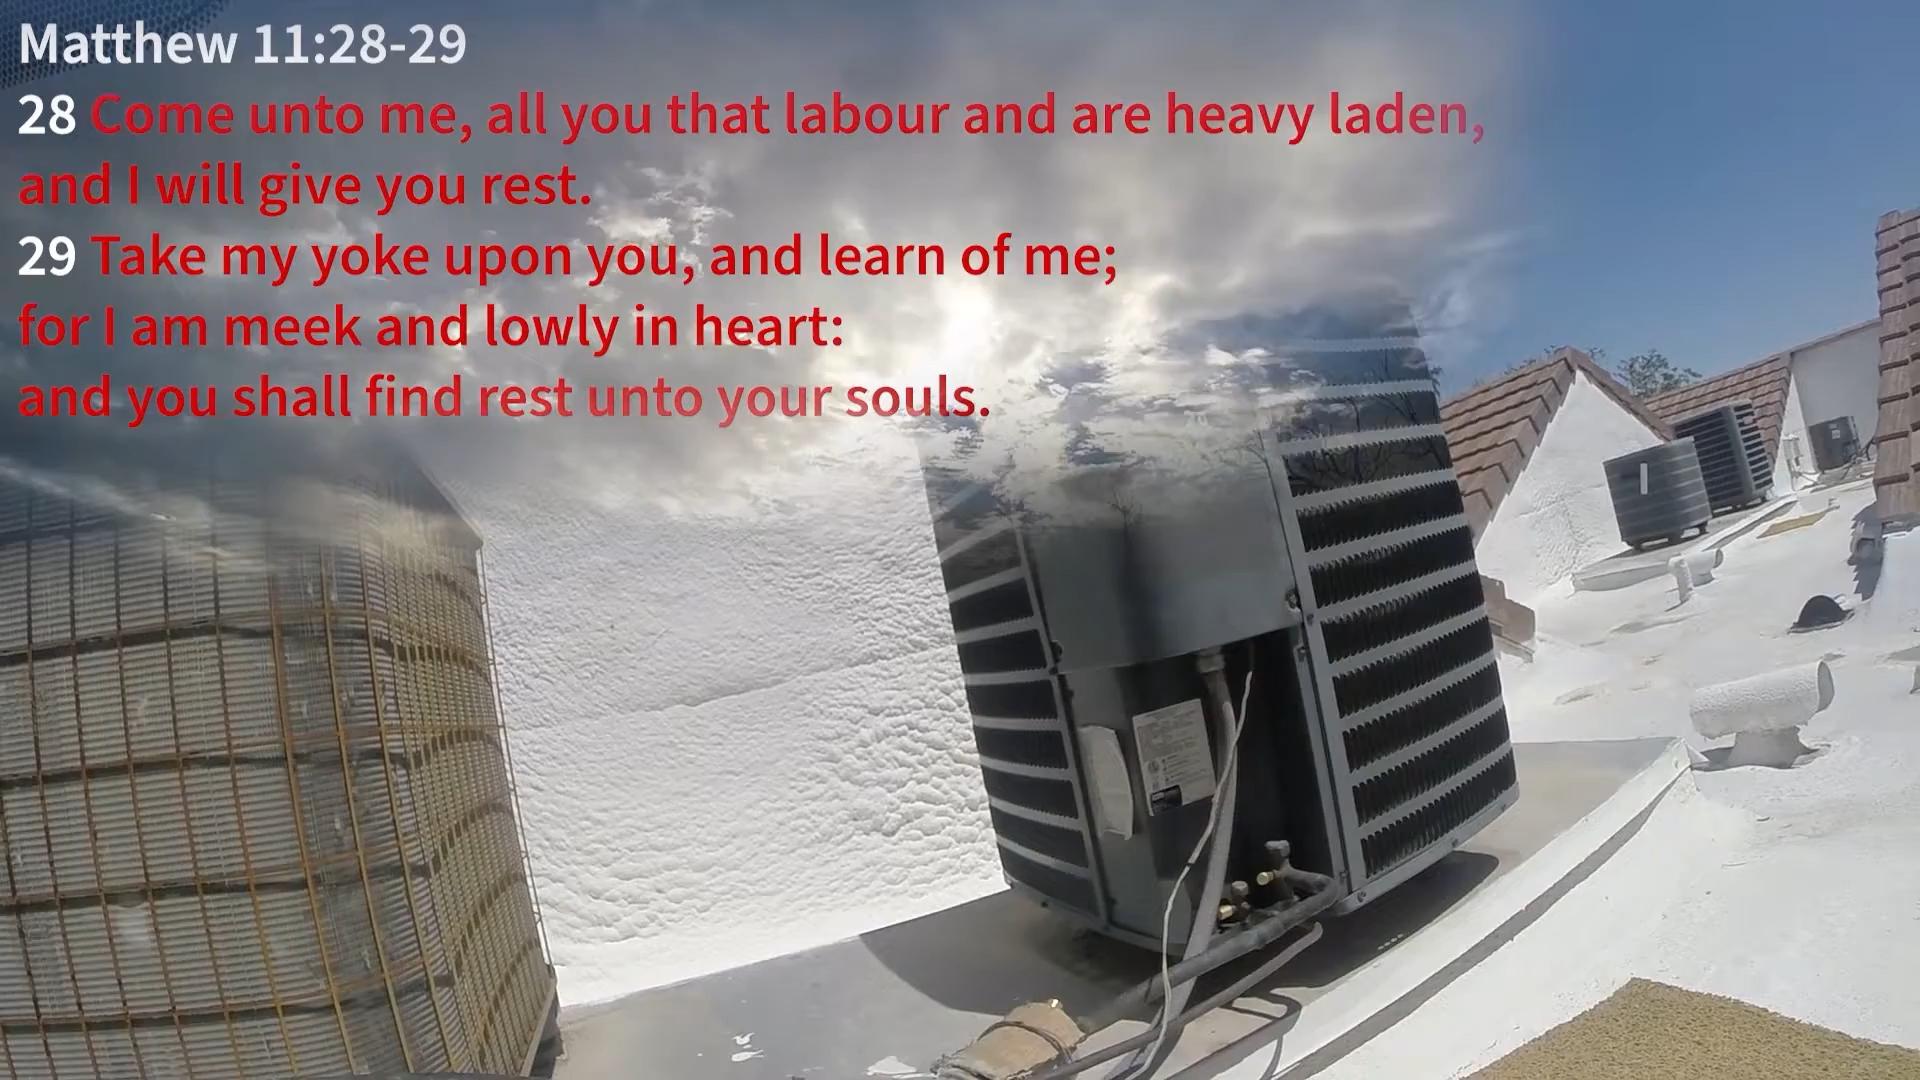 Matthew 11:28-29
28 Come unto me, all you that labour and are heavy laden,
and I will give you rest.
29 Take my yoke upon you, and learn of me;
for I am meek and lowly in heart:
and you shall find rest unto your souls.